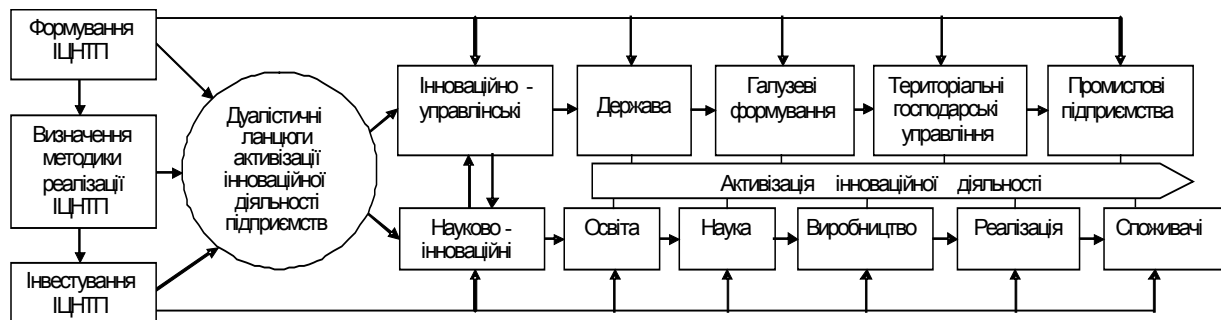 Формування
ІЦНТП
Визначення
методики
реалізації
ІЦНТП
Інвестування
ІЦНТП
Дуалістичні
ланцюги
активізації
інноваційної
діяльності
підприємств
Інноваційно -
управлінські
Держава
Галузеві
формування
Територіальні
господарські
управління
Промислові
підприємства
Активізація інноваційної діяльності
Науково -
інноваційні
Освіта
Наука
Виробництво
Реалізація
Споживачі